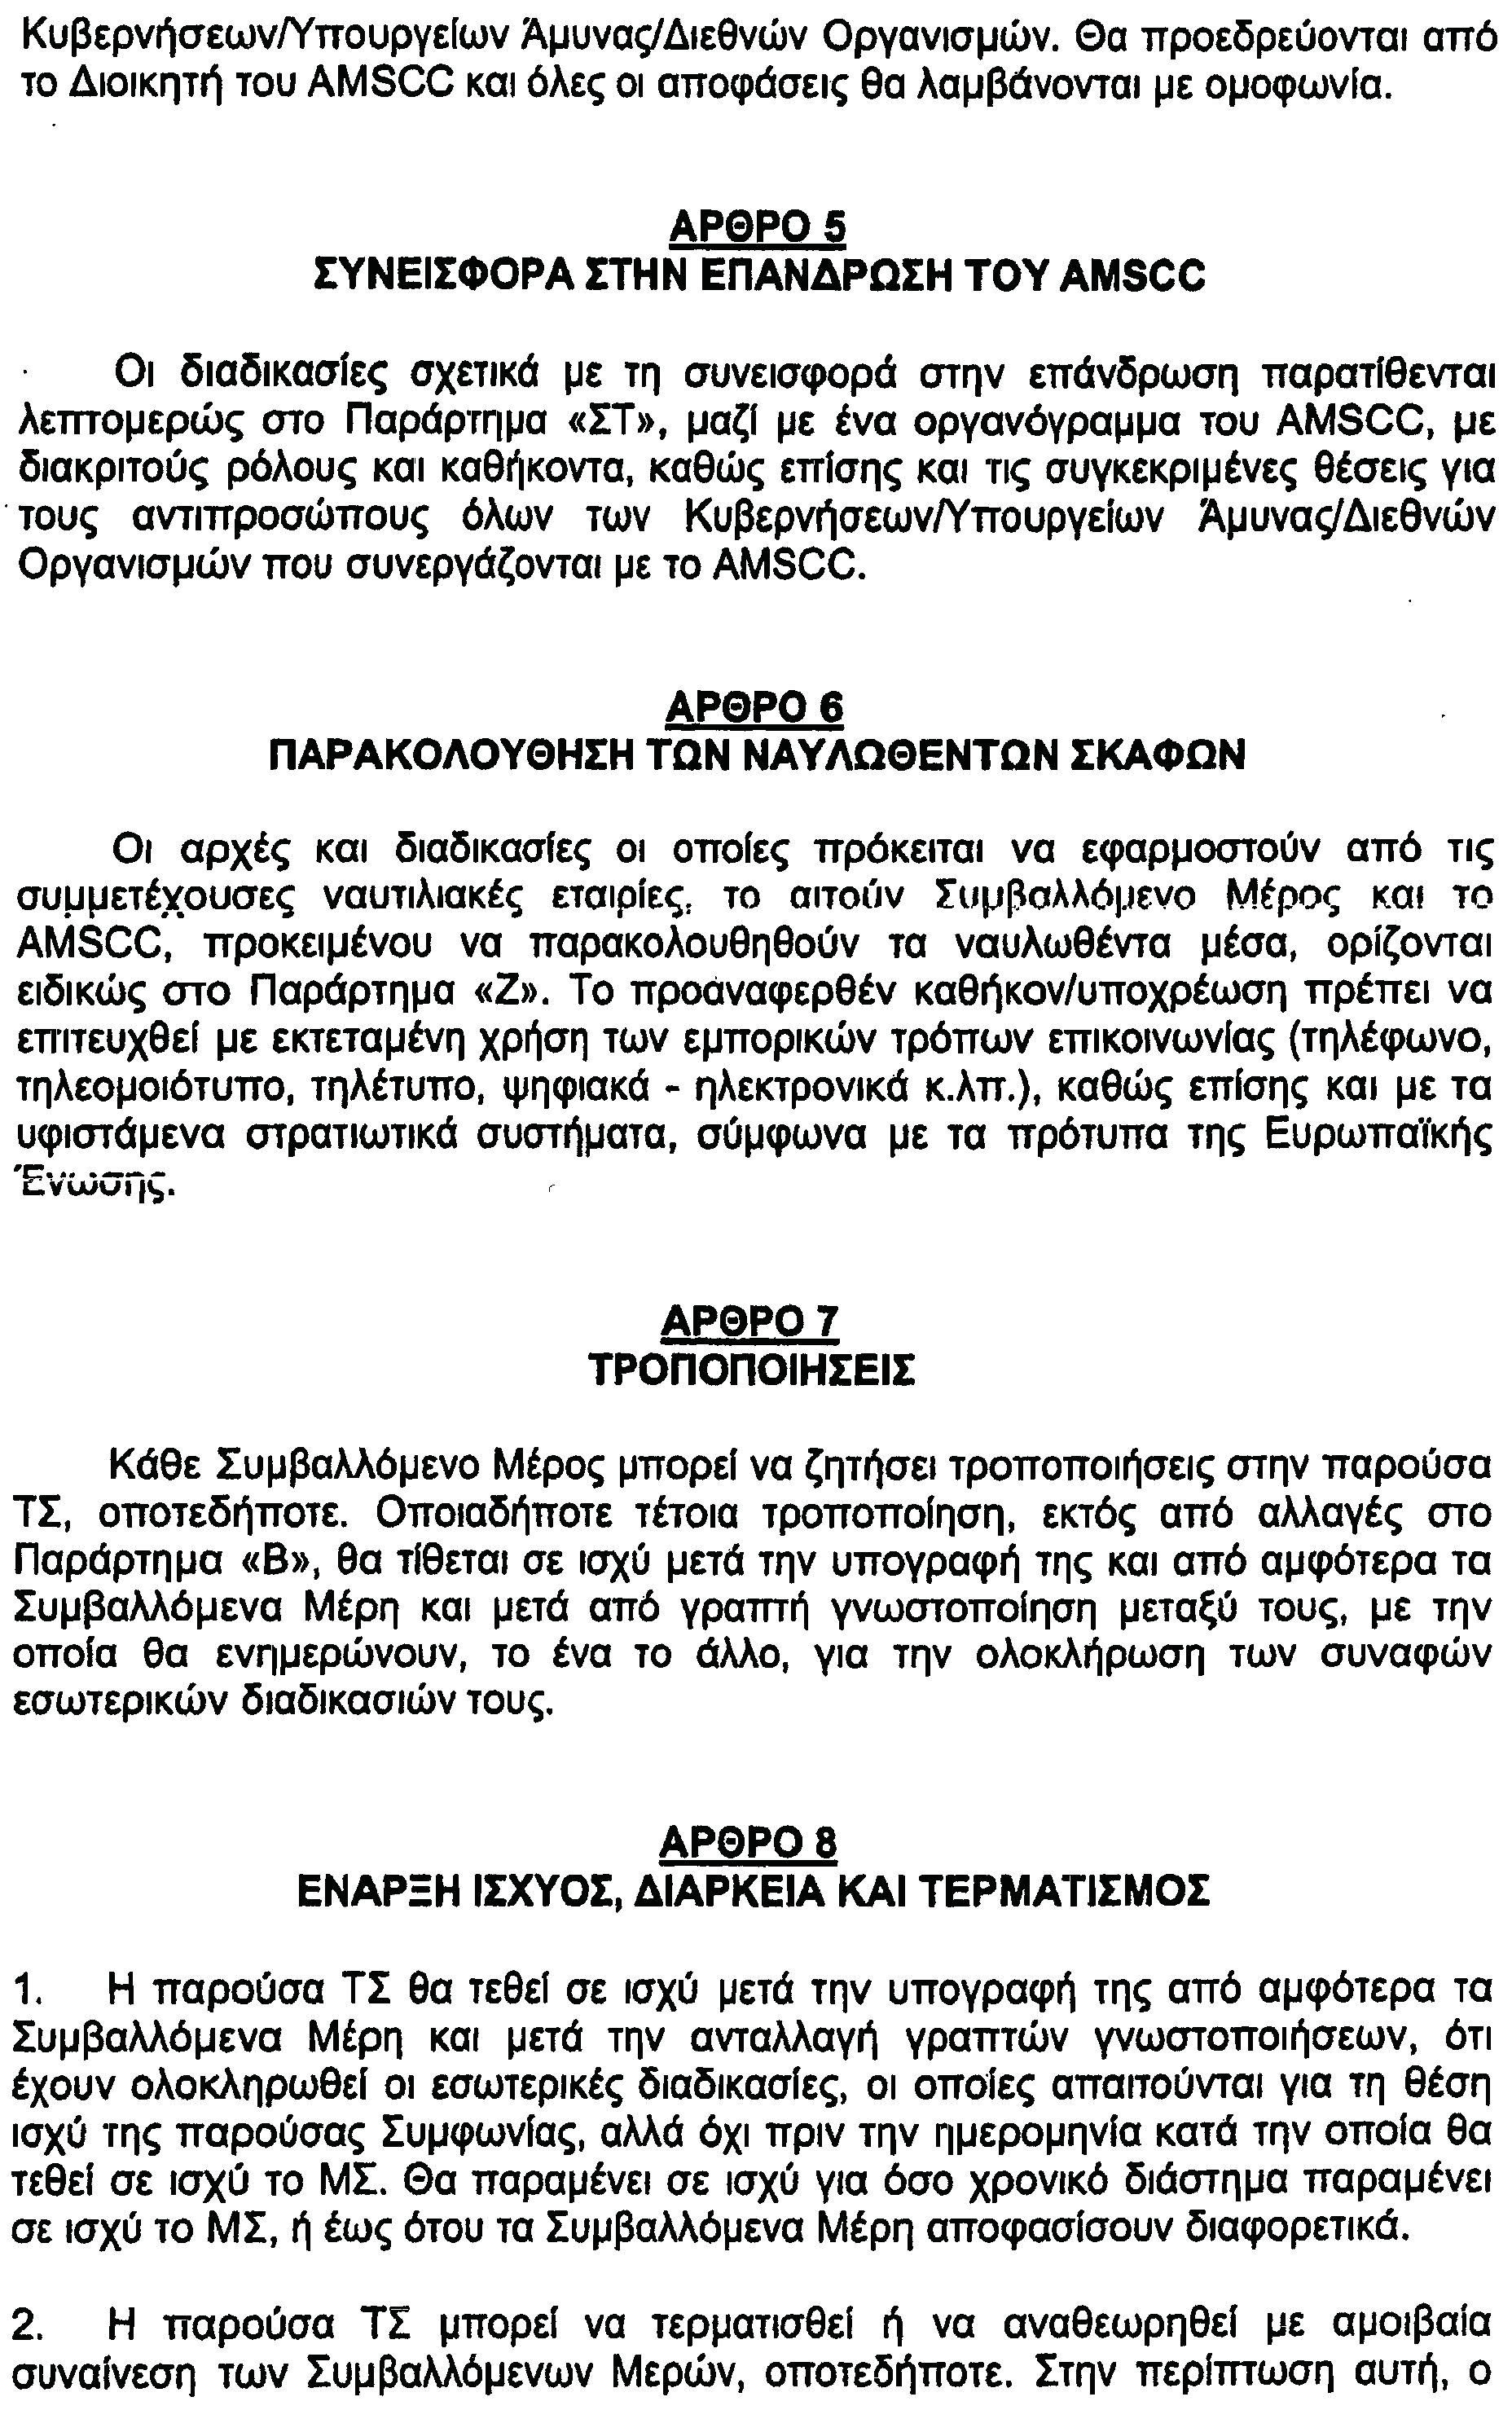 Κυβερνήσεων/Υπουργείων Άμυνας/Διεθνών Οργανισμών. Θα προεδρεύονται από
το Διοικητή του AMSCC και όλες οι αποφάσεις θα λαμβάνονται με ομοφωνία.
ΑΡΘΡΟ 5
ΣΥΝΕΙΣΦΟΡΑ ΣΤΗΝ ΕΠΑΝΔΡΩΣΗ ΤΟΥ AMSCC
Οι διαδικασίες σχετικά με τη συνεισφορά στην επάνδρωση παρατίθενται
λεπτομερώς στο Παράρτημα «ΣΤ», μαζί με ένα οργανόγραμμα του AMSCC, με
διακριτούς ρόλους και καθήκοντα, καθώς επίσης και τις συγκεκριμένες θέσεις για
τους αντιπροσώπους όλων των Κυβερνήσεων/Υπουργείων Άμυνας/Διεθνών
Οργανισμών που συνεργάζονται με το AMSCC.
ΑΡΘΡΟ 6
ΠΑΡΑΚΟΛΟΥΘΗΣΗ ΤΩΝ ΝΑΥΛΩΘΕΝΤΩΝ ΣΚΑΦΩΝ
Οι αρχές και διαδικασίες οι οποίες πρόκειται να εφαρμοστούν από τις
συμμετέχουσες ναυτιλιακές εταιρίες, το αιτούν Συμβαλλόμενο Μέρος και το
AMSCC, προκειμένου να παρακολουθηθούν τα ναυλωθέντα μέσα, ορίζονται
ειδικώς στο Παράρτημα «Ζ». Το προαναφερθέν καθήκον/υποχρέωση πρέπει να
επιτευχθεί με εκτεταμένη χρήση των εμπορικών τρόπων επικοινωνίας (τηλέφωνο,
τηλεομοιότυπο, τηλέτυπο, ψηφιακά - ηλεκτρονικά κ.λπ.), καθώς επίσης και με τα
υφιστάμενα στρατιωτικά συστήματα, σύμφωνα με τα πρότυπα της Ευρωπαϊκής
Ένωσης.
ΑΡΘΡΟ 7
ΤΡΟΠΟΠΟΙΗΣΕΙΣ
Κάθε Συμβαλλόμενο Μέρος μπορεί να ζητήσει τροποποιήσεις στην παρούσα
ΤΣ, οποτεδήποτε. Οποιαδήποτε τέτοια τροποποίηση, εκτός από αλλαγές στο
Παράρτημα «Β», θα τίθεται σε ισχύ μετά την υπογραφή της και από αμφότερα τα
Συμβαλλόμενα Μέρη και μετά από γραπτή γνωστοποίηση μεταξύ τους, με την
οποία θα ενημερώνουν, το ένα το άλλο, για την ολοκλήρωση των συναφών
εσωτερικών διαδικασιών τους.
ΑΡΘΡΟ 8
ΕΝΑΡΞΗ ΙΣΧΥΟΣ, ΔΙΑΡΚΕΙΑ ΚΑΙ ΤΕΡΜΑΤΙΣΜΟΣ
1. Η παρούσα ΤΣ θα τεθεί σε ισχύ μετά την υπογραφή της από αμφότερα τα
Συμβαλλόμενα Μέρη και μετά την ανταλλαγή γραπτών γνωστοποιήσεων, ότι
έχουν ολοκληρωθεί οι εσωτερικές διαδικασίες, οι οποίες απαιτούνται για τη θέση
ισχύ της παρούσας Συμφωνίας, αλλά όχι πριν την ημερομηνία κατά την οποία θα
τεθεί σε ισχύ το ΜΣ. Θα παραμένει σε ισχύ για όσο χρονικό διάστημα παραμένει
σε ισχύ το ΜΣ, ή έως ότου τα Συμβαλλόμενα Μέρη αποφασίσουν διαφορετικά.
2. Η παρούσα ΤΣ μπορεί να τερματισθεί ή να αναθεωρηθεί με αμοιβαία
συναίνεση των Συμβαλλόμενων Μερών, οποτεδήποτε. Στην περίπτωση αυτή, ο